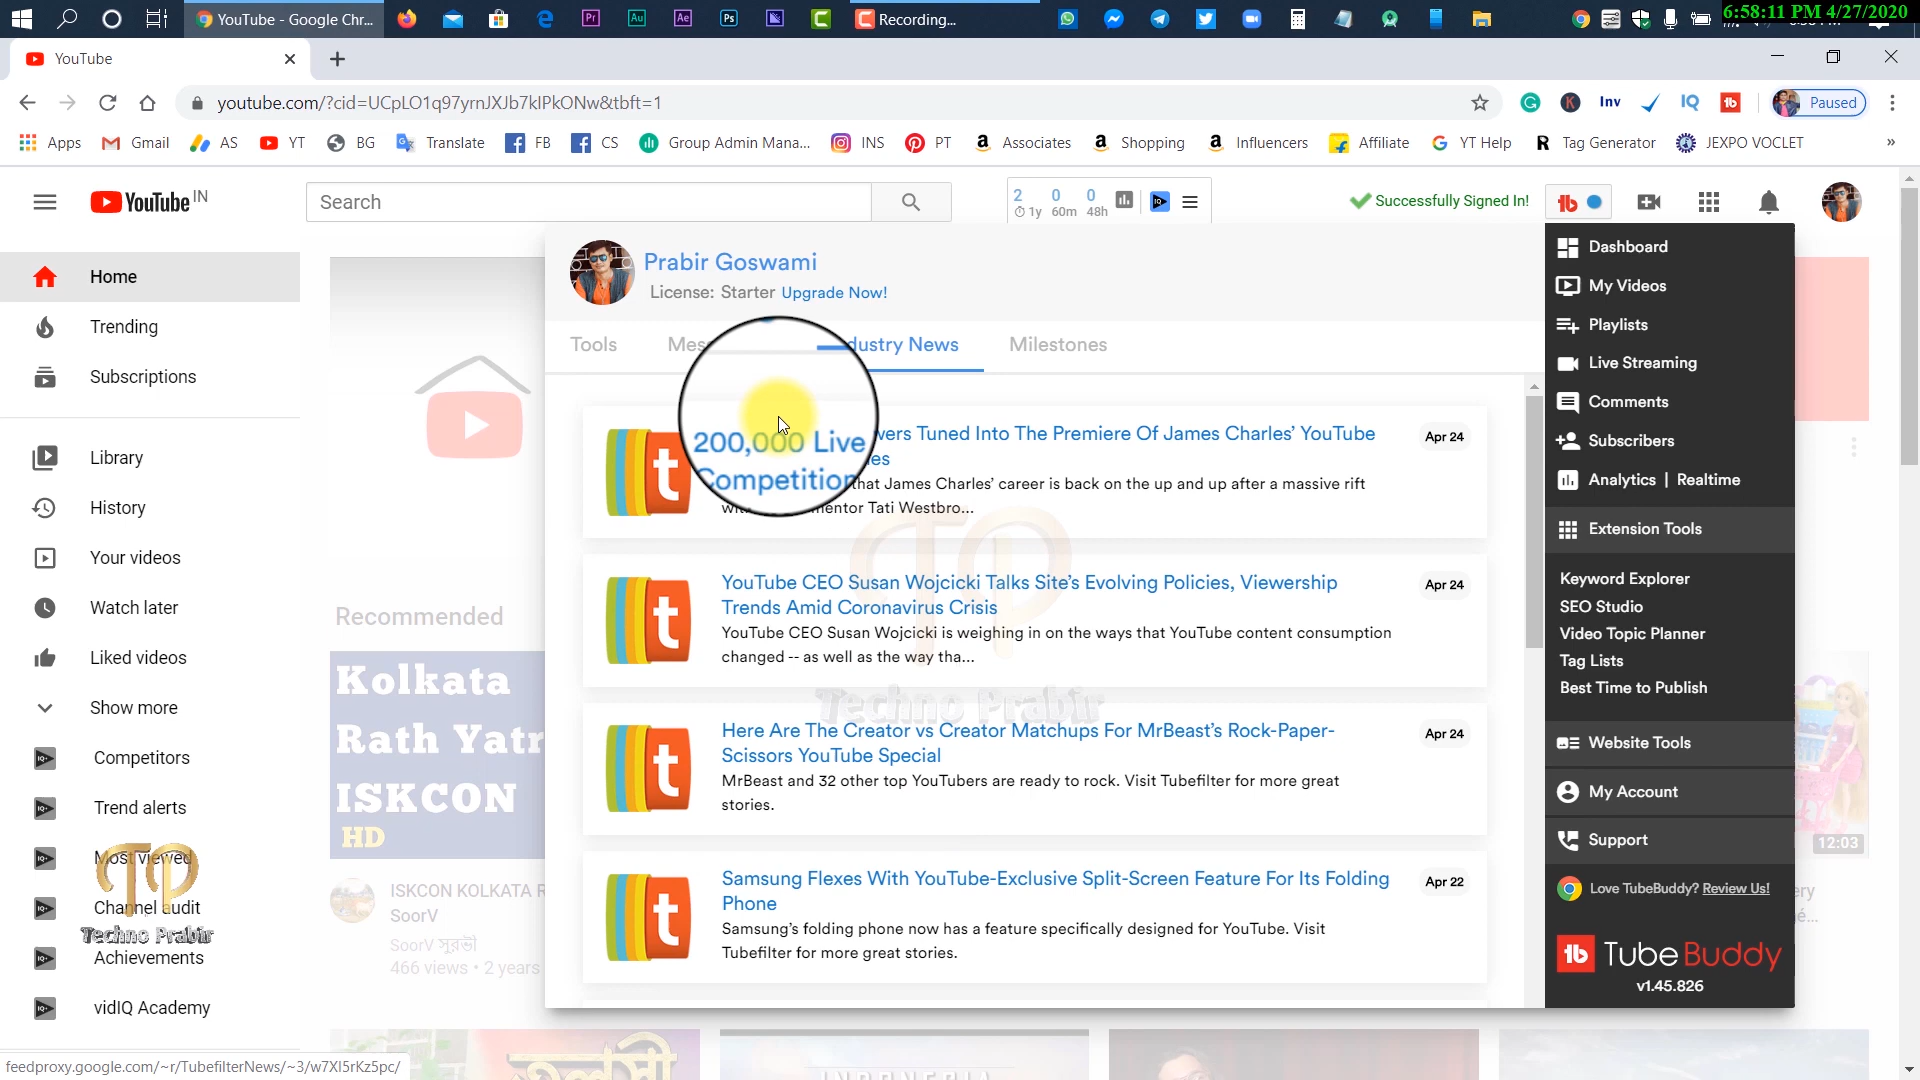 YouTube - Google Chr...
Recording...
6:58:11 PM 4/27/2020
YouTube
youtube.com/?cid=UCpLO1q97yrnJXJb7kIPkONw&tbft=1
Inv
IQ
Paused
Apps
Gmail
AS
YT
BG
Translate
FB
CS
Group Admin Mana...
INS
PT
Associates
Shopping
Influencers
Affiliate
YT Help
Tag Generator
JEXPO VOCLET
YouTube IN
Search
2 0 0
1y 60m 48h
Successfully Signed In!
Home
Trending
Subscriptions
Library
History
Your videos
Watch later
Liked videos
Show more
Competitors
Trend alerts
Most viewed
Channel audit
Techno Prabir
Achievements
vidIQ Academy
Recommended
Kolkata
Rath Yatr
ISKCON
HD
ISKCON KOLKATA R
SoorV
SoorV সুরভী
466 views • 2 years
Prabir Goswami
License: Starter Upgrade Now!
Tools
Mes
dustry News
Milestones
200,000 Live
wers Tuned Into The Premiere Of James Charles' YouTube
Competition
ies
Apr 24
that James Charles' career is back on the up and up after a massive rift
mentor Tati Westbro...
YouTube CEO Susan Wojcicki Talks Site's Evolving Policies, Viewership
Trends Amid Coronavirus Crisis
Apr 24
YouTube CEO Susan Wojcicki is weighing in on the ways that YouTube content consumption
changed -- as well as the way tha...
Techno Prabir
Here Are The Creator vs Creator Matchups For MrBeast's Rock-Paper-
Scissors YouTube Special
Apr 24
MrBeast and 32 other top YouTubers are ready to rock. Visit Tubefilter for more great
stories.
Samsung Flexes With YouTube-Exclusive Split-Screen Feature For Its Folding
Phone
Apr 22
Samsung's folding phone now has a feature specifically designed for YouTube. Visit
Tubefilter for more great stories.
Dashboard
My Videos
Playlists
Live Streaming
Comments
Subscribers
Analytics | Realtime
Extension Tools
Keyword Explorer
SEO Studio
Video Topic Planner
Tag Lists
Best Time to Publish
Website Tools
My Account
Support
Love TubeBuddy? Review Us!
TubeBuddy
v1.45.826
12:03
feedproxy.google.com/~r/TubefilterNews/~3/w7XI5rKz5pc/